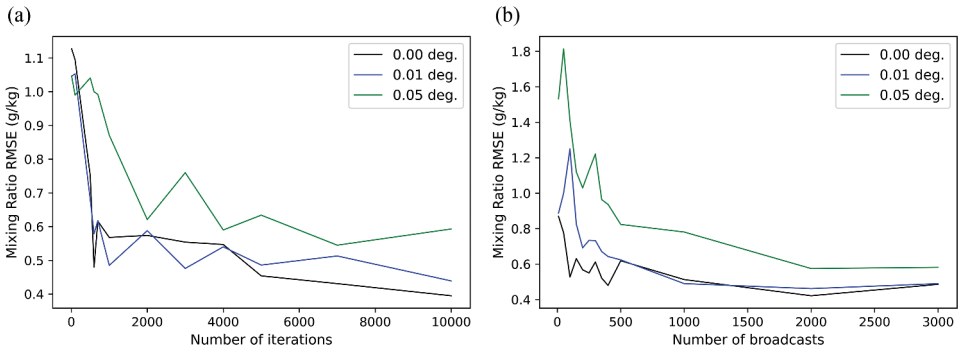 (a)
Mixing Ratio RMSE (g/kg)
1.1
1.0
0.9
0.8
0.7
0.6
0.5
0.4
0.00 deg.
0.01 deg.
0.05 deg.
0 2000 4000 6000 8000 10000
Number of iterations
(b)
Mixing Ratio RMSE (g/kg)
1.8
1.6
1.4
1.2
1.0
0.8
0.6
0.4
0.00 deg.
0.01 deg.
0.05 deg.
0 500 1000 1500 2000 2500 3000
Number of broadcasts